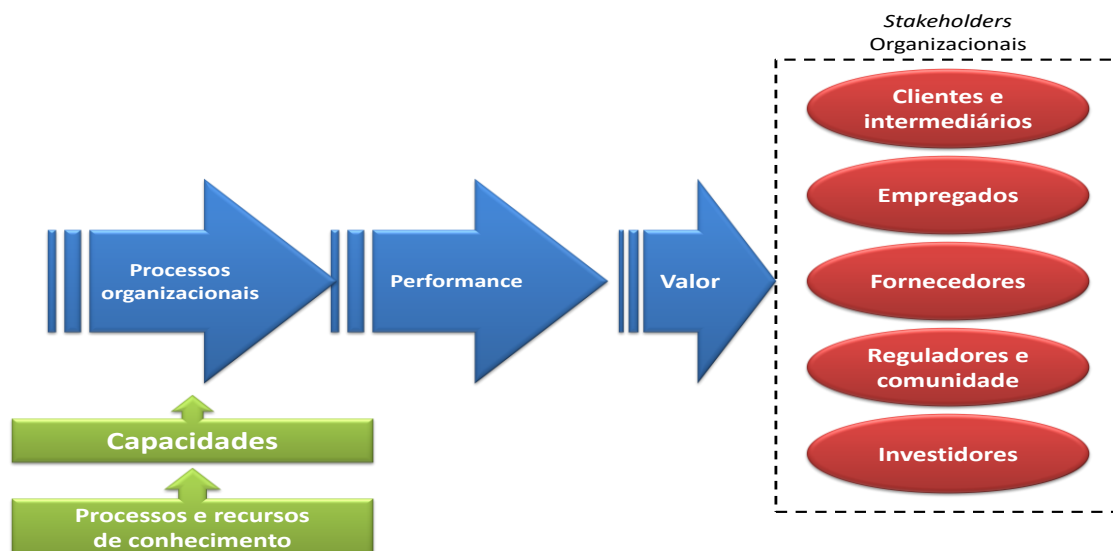 Stakeholders
Organizacionais
Clientes e
intermediários
Empregados
Fornecedores
Reguladores e
comunidade
Investidores
Processos
organizacionais
Performance
Valor
Capacidades
Processos e recursos
de conhecimento